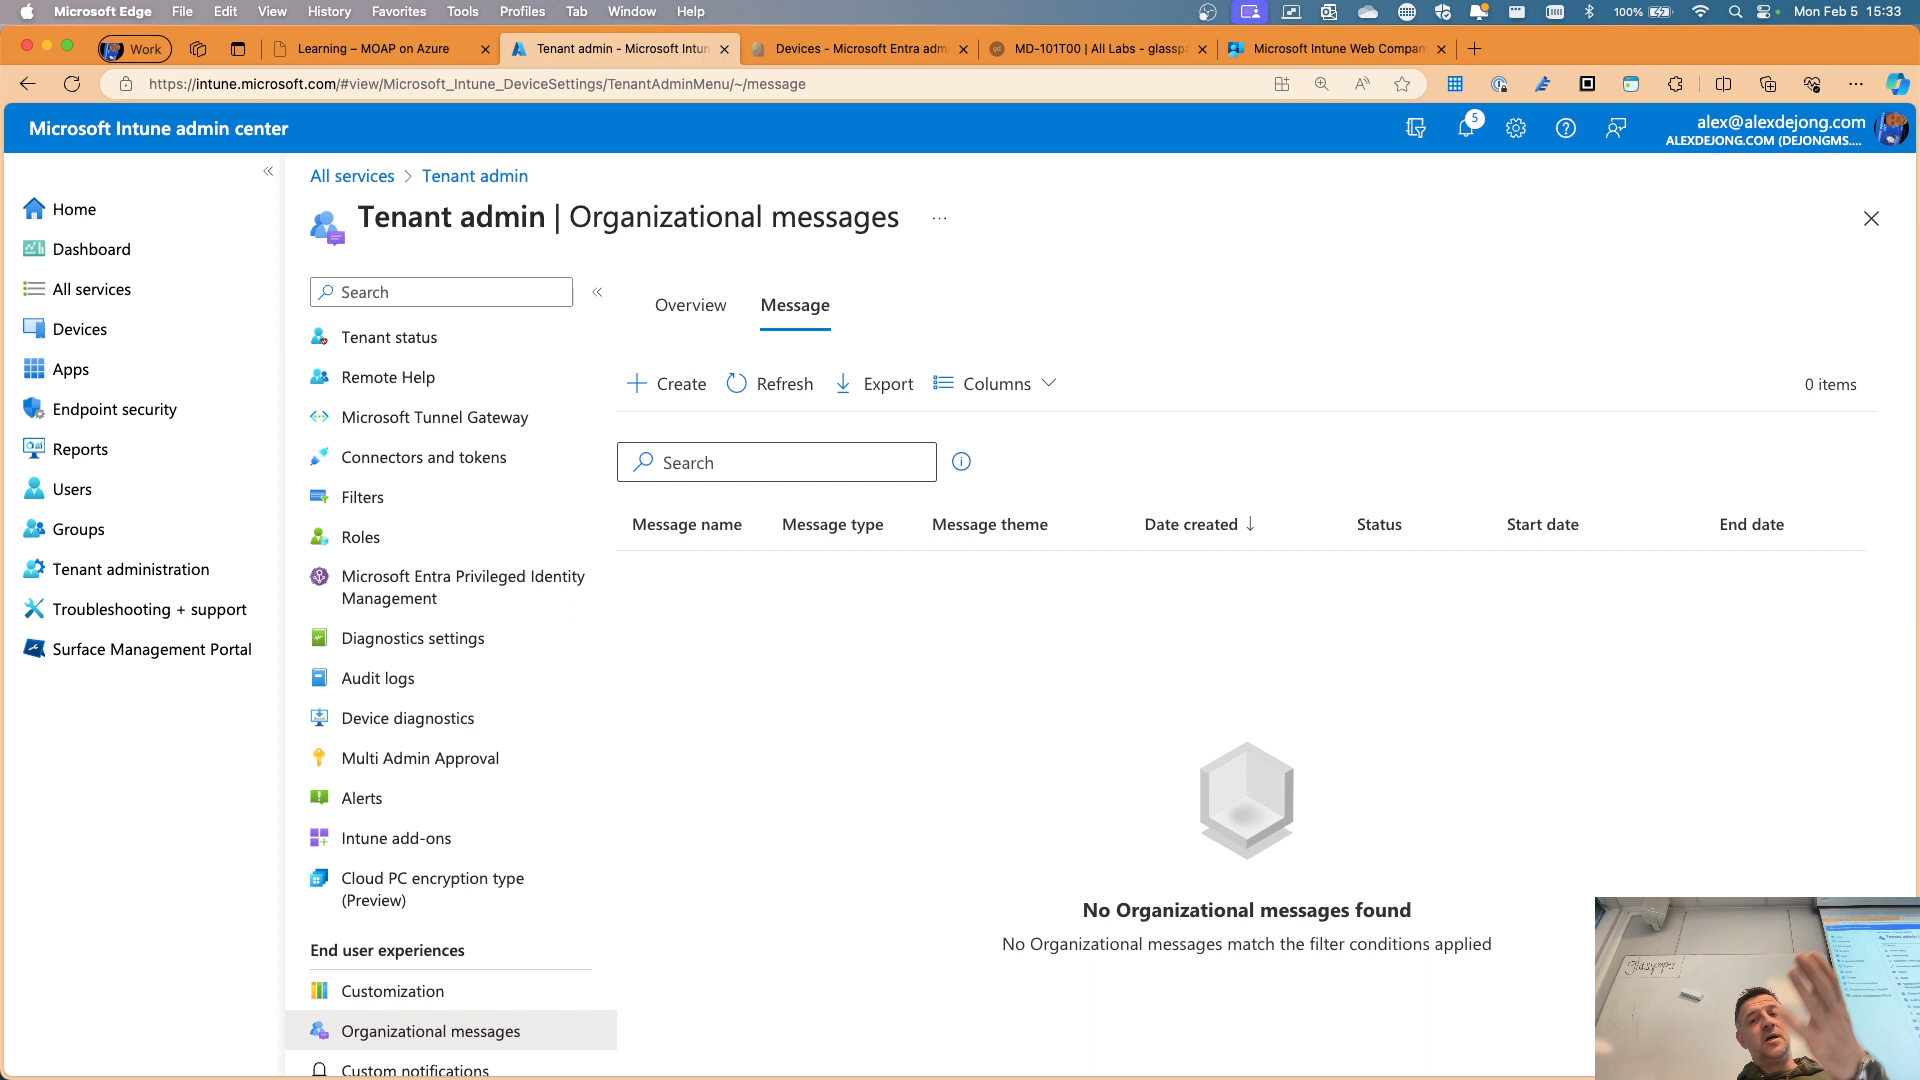 Microsoft Edge File Edit View History Favorites Tools Profiles Tab Window Help 100% Mon Feb 5 15:33
Work Learning – MOAP on Azure Tenant admin - Microsoft Intun Devices - Microsoft Entra adm MD-101T00 | All Labs - glassp Microsoft Intune Web Compan
https://intune.microsoft.com/#view/Microsoft_Intune_DeviceSettings/TenantAdminMenu/~/message
Microsoft Intune admin center
5
alex@alexdejong.com
ALEXDEJONG.COM (DEJONGMS....
Home
Dashboard
All services
Devices
Apps
Endpoint security
Reports
Users
Groups
Tenant administration
Troubleshooting + support
Surface Management Portal
All services > Tenant admin
Tenant admin | Organizational messages ...
Search
Tenant status
Remote Help
Microsoft Tunnel Gateway
Connectors and tokens
Filters
Roles
Microsoft Entra Privileged Identity
Management
Diagnostics settings
Audit logs
Device diagnostics
Multi Admin Approval
Alerts
Intune add-ons
Cloud PC encryption type
(Preview)
End user experiences
Customization
Organizational messages
Custom notifications
Overview Message
Create Refresh Export Columns 0 items
Search
Message name Message type Message theme Date created ↓ Status Start date End date
No Organizational messages found
No Organizational messages match the filter conditions applied